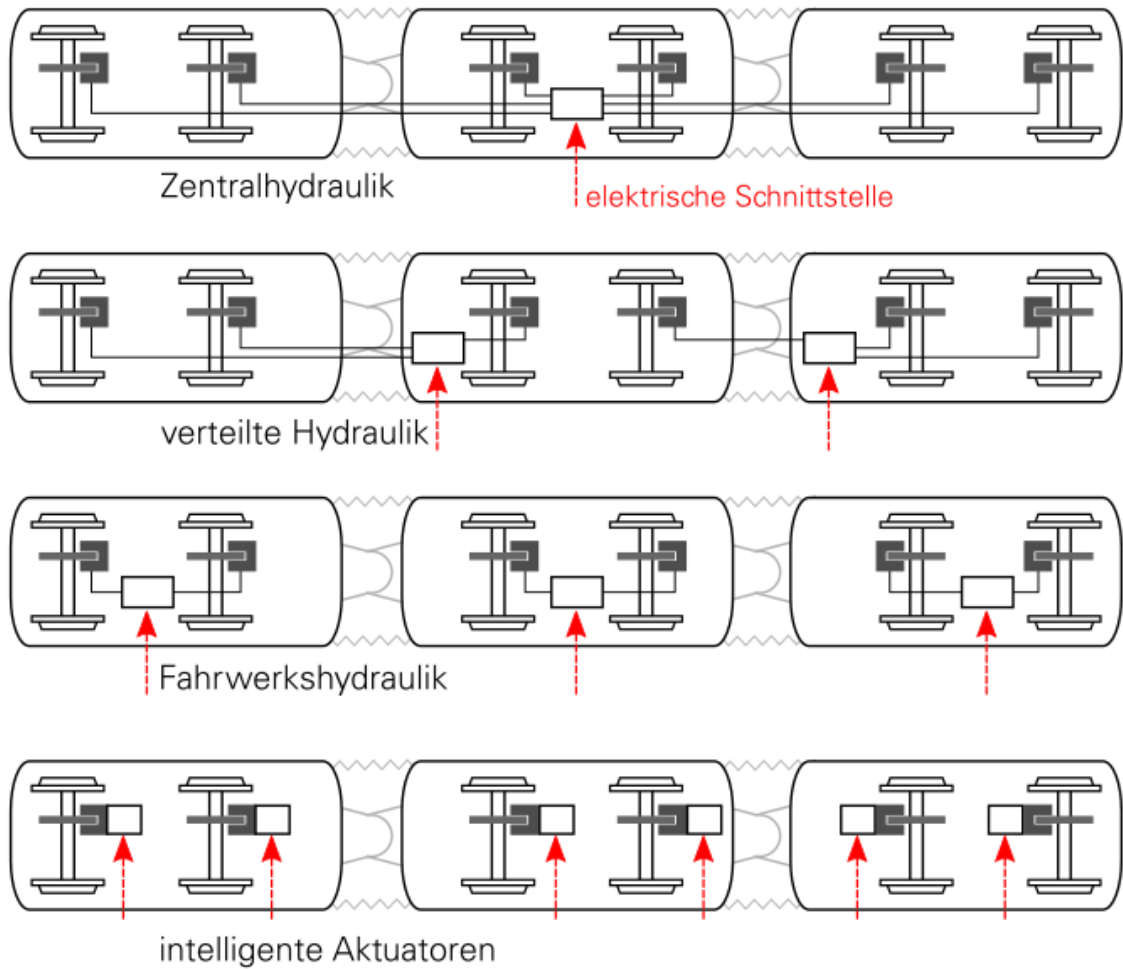 Zentralhydraulik
elektrische Schnittstelle
verteilte Hydraulik
Fahrwerkshydraulik
intelligente Aktuatoren